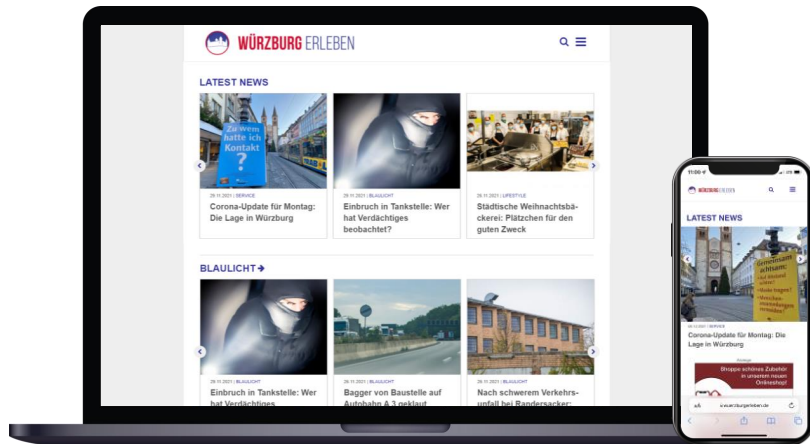 WÜRZBURG ERLEBEN
LATEST NEWS
Zu wem
hatte ich
Kontakt
?
29.11.2021 | SERVICE
Corona-Update für Montag:
Die Lage in Würzburg
29.11.2021 | BLAULICHT
Einbruch in Tankstelle: Wer
hat Verdächtiges
beobachtet?
29.11.2021 | LIFESTYLE
Städtische Weihnachtsbä-
ckerei: Plätzchen für den
guten Zweck
BLAULICHT
29.11.2021 | BLAULICHT
Einbruch in Tankstelle: Wer
hat Verdächtiges
29.11.2021 | BLAULICHT
Bagger von Baustelle auf
Autobahn A 3 geklaut
29.11.2021 | BLAULICHT
Nach schwerem Verkehrs-
unfall bei Randersacker:
11:00
WÜRZBURG ERLEBEN
LATEST NEWS
Gemeinsam
achtsam:
SERVICE
Corona-Update für Montag: Die
Lage in Würzburg
Anzeige
Shoppe schönes Zubehör
in unserem neuen
Onlineshop!
AA